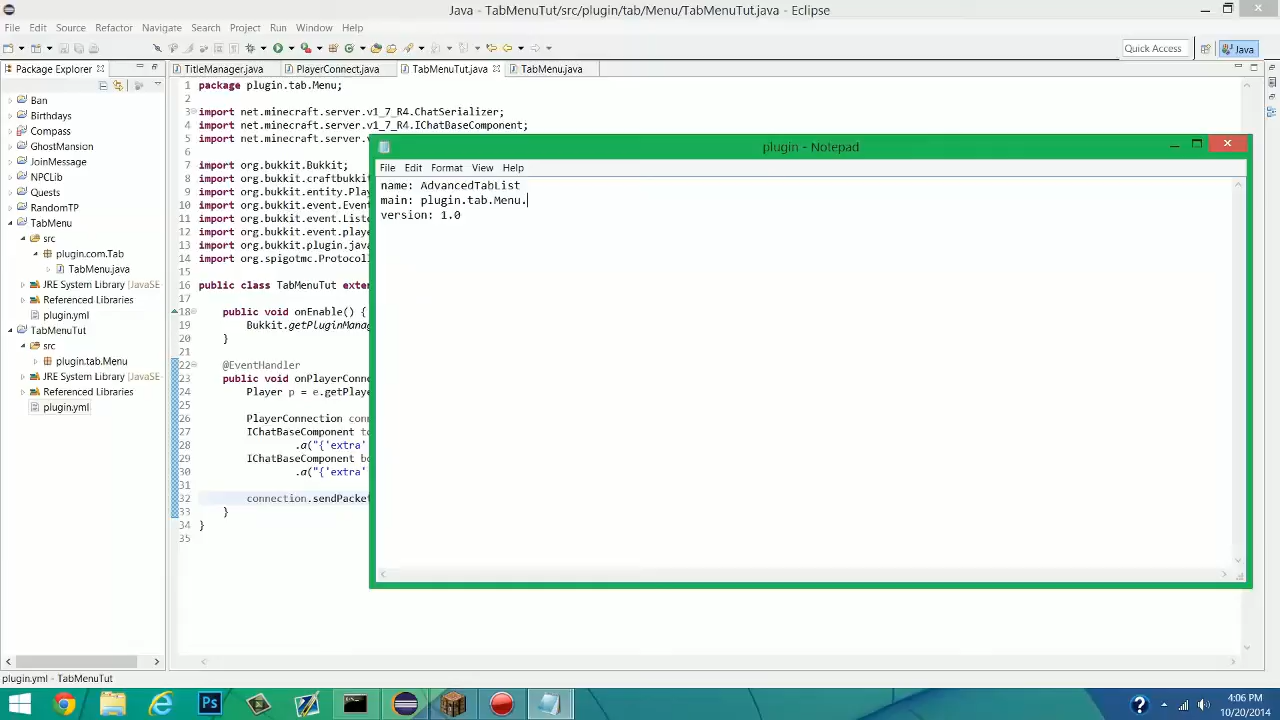 Java - TabMenuTut/src/plugin/tab/Menu/TabMenuTut.java - Eclipse
File Edit Source Refactor Navigate Search Project Run Window Help
Quick Access
Java
Package Explorer
TitleManager.java
PlayerConnect.java
TabMenuTut.java
TabMenu.java
Ban
Birthdays
Compass
GhostMansion
JoinMessage
NPCLib
Quests
RandomTP
TabMenu
src
plugin.com.Tab
TabMenu.java
JRE System Library [JavaSE
Referenced Libraries
plugin.yml
TabMenuTut
src
plugin.tab.Menu
JRE System Library [JavaSE-
Referenced Libraries
plugin.yml
1 package plugin.tab.Menu;
2
3 import net.minecraft.server.v1_7_R4.ChatSerializer;
4 import net.minecraft.server.v1_7_R4.IChatBaseComponent;
5 import net.minecraft.server.v
7 import org.bukkit.Bukkit;
8 import org.bukkit.craftbukkit
9 import org.bukkit.entity.Play
10 import org.bukkit.event.Event
11 import org.bukkit.event.Liste
12 import org.bukkit.event.playe
13 import org.bukkit.plugin.java
14 import org.spigotmc.Protocoll
15
16 public class TabMenuTut exter
17
18 public void onEnable() {
19 Bukkit.getPluginManag
20 }
21
22 @EventHandler
23 public void onPlayerConne
24 Player p = e.getPlaye
25
26 PlayerConnection conn
27 IChatBaseComponent to
28 .a("{'extra'
29 IChatBaseComponent bo
30 .a("{'extra'
31
32 connection.sendPacket
33 }
34 }
35
plugin - Notepad
File Edit Format View Help
name: AdvancedTabList
main: plugin.tab.Menu.
version: 1.0
plugin.yml - TabMenuTut
Ps
4:06 PM
10/20/2014